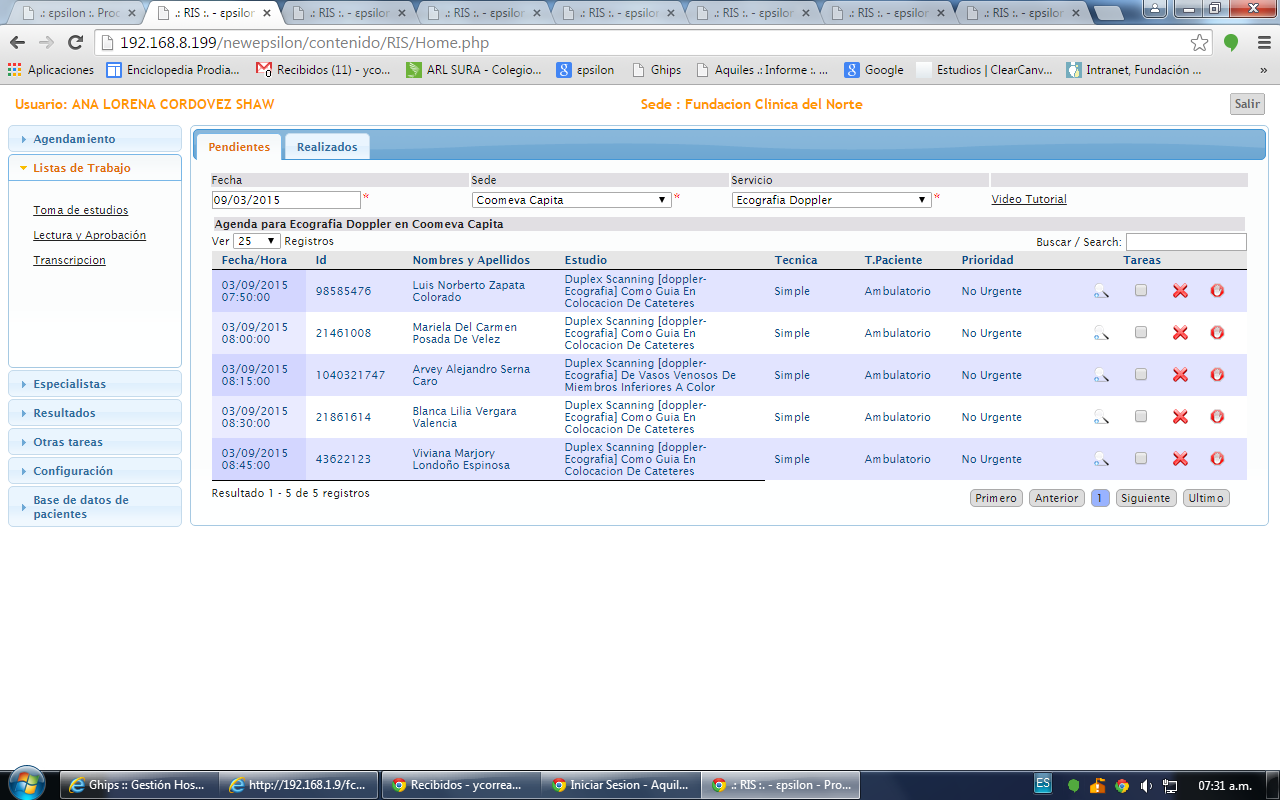 .: εpsilon :. Proc
.: RIS :. - εpsilon
.: RIS :. - εpsilon
.: RIS :. - εpsilon
.: RIS :. - εpsilon
.: RIS :. - εpsilon
.: RIS :. - εpsilon
.: RIS :. - εpsilon
192.168.8.199/newepsilon/contenido/RIS/Home.php
Aplicaciones Enciclopedia Prodia... Recibidos (11) - yco... ARL SURA - Colegio... εpsilon Ghips Aquiles .: Informe :. ... Google Estudios | ClearCanv... Intranet, Fundación ... »
Usuario: ANA LORENA CORDOVEZ SHAW Sede : Fundacion Clinica del Norte Salir
Agendamiento
Listas de Trabajo
Toma de estudios
Lectura y Aprobación
Transcripcion
Especialistas
Resultados
Otras tareas
Configuración
Base de datos de
pacientes
Pendientes Realizados
Fecha Sede Servicio
09/03/2015 * Coomeva Capita * Ecografia Doppler * Video Tutorial
Agenda para Ecografia Doppler en Coomeva Capita
Ver 25 Registros Buscar / Search:
Fecha/Hora Id Nombres y Apellidos Estudio Tecnica T.Paciente Prioridad Tareas
03/09/2015
07:50:00
98585476
Luis Norberto Zapata
Colorado
Duplex Scanning [doppler-
Ecografia] Como Guia En
Colocacion De Cateteres
Simple Ambulatorio No Urgente
03/09/2015
08:00:00
21461008
Mariela Del Carmen
Posada De Velez
Duplex Scanning [doppler-
Ecografia] Como Guia En
Colocacion De Cateteres
Simple Ambulatorio No Urgente
03/09/2015
08:15:00
1040321747
Arvey Alejandro Serna
Caro
Duplex Scanning [doppler-
Ecografia] De Vasos Venosos De
Miembros Inferiores A Color
Simple Ambulatorio No Urgente
03/09/2015
08:30:00
21861614
Blanca Lilia Vergara
Valencia
Duplex Scanning [doppler-
Ecografia] Como Guia En
Colocacion De Cateteres
Simple Ambulatorio No Urgente
03/09/2015
08:45:00
43622123
Viviana Marjory
Londoño Espinosa
Duplex Scanning [doppler-
Ecografia] Como Guia En
Colocacion De Cateteres
Simple Ambulatorio No Urgente
Resultado 1 - 5 de 5 registros
Primero Anterior 1 Siguiente Ultimo
Ghips :: Gestión Hos... http://192.168.1.9/fc... Recibidos - ycorrea... Iniciar Sesion - Aquil... .: RIS :. - εpsilon - Pro... ES 07:31 a.m.